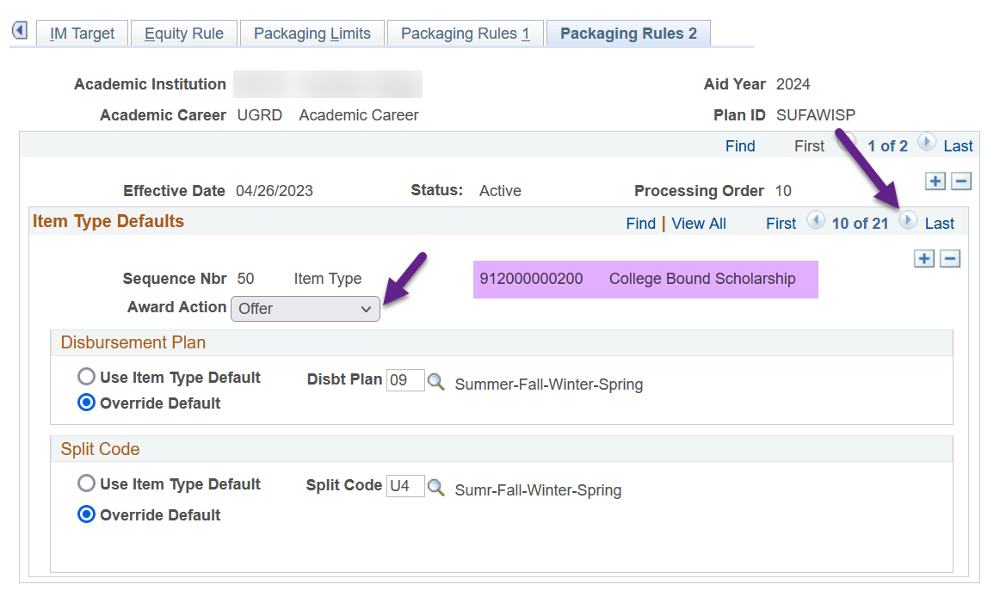 IM Target Equity Rule Packaging Limits Packaging Rules 1 Packaging Rules 2
Academic Institution Aid Year 2024
Academic Career UGRD Academic Career Plan ID SUFAWISP
Find First 1 of 2 Last
Effective Date 04/26/2023 Status: Active Processing Order 10
Item Type Defaults Find | View All First 10 of 21 Last
Sequence Nbr 50 Item Type 912000000200 College Bound Scholarship
Award Action Offer
Disbursement Plan
Use Item Type Default Disbt Plan 09 Summer-Fall-Winter-Spring
Override Default
Split Code
Use Item Type Default Split Code U4 Sumr-Fall-Winter-Spring
Override Default